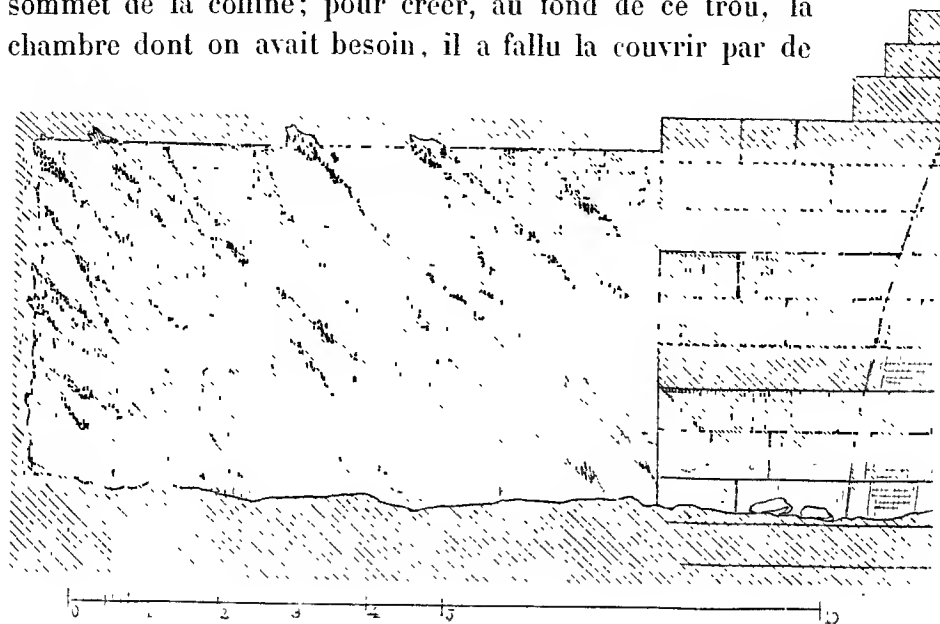 sommet de la colline; pour créer, au fond de ce trou, la
chambre dont on avait besoin, il a fallu la couvrir par de
0 1 2 3 4 5 10